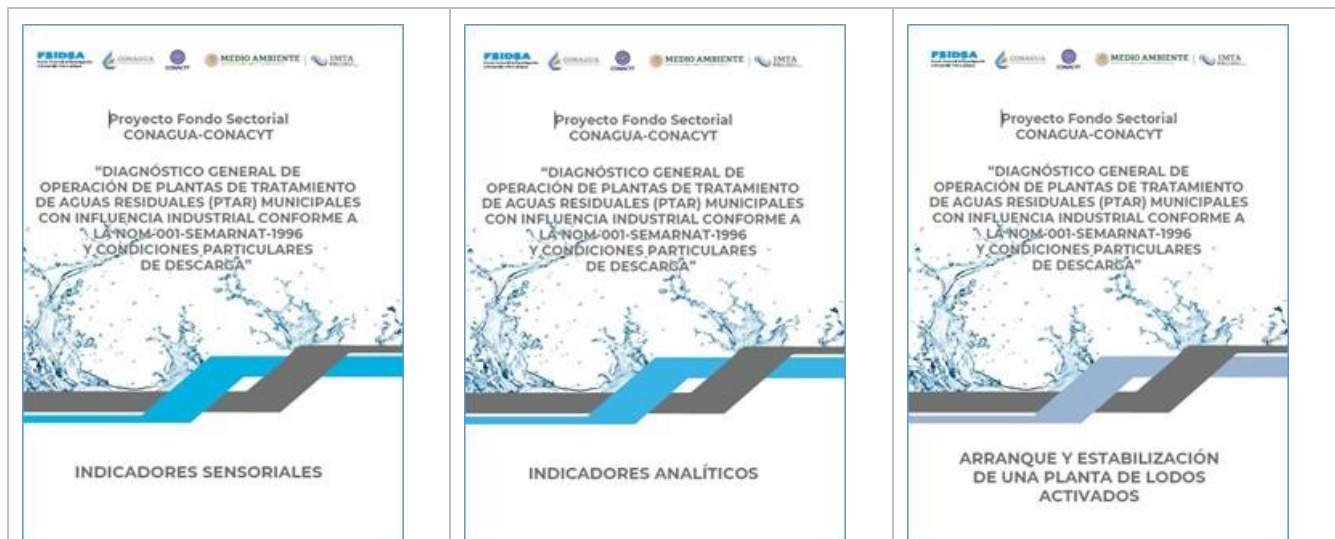 FSIDSA CONAGUA CONACYT MEDIO AMBIENTE IMTA
Proyecto Fondo Sectorial
CONAGUA-CONACYT
"DIAGNÓSTICO GENERAL DE
OPERACIÓN DE PLANTAS DE TRATAMIENTO
DE AGUAS RESIDUALES (PTAR) MUNICIPALES
CON INFLUENCIA INDUSTRIAL CONFORME A
LA NOM-001-SEMARNAT-1996
Y CONDICIONES PARTICULARES
DE DESCARGA"
INDICADORES SENSORIALES
FSIDSA CONAGUA CONACYT MEDIO AMBIENTE IMTA
Proyecto Fondo Sectorial
CONAGUA-CONACYT
"DIAGNÓSTICO GENERAL DE
OPERACIÓN DE PLANTAS DE TRATAMIENTO
DE AGUAS RESIDUALES (PTAR) MUNICIPALES
CON INFLUENCIA INDUSTRIAL CONFORME A
LA NOM-001-SEMARNAT-1996
Y CONDICIONES PARTICULARES
DE DESCARGA"
INDICADORES ANALÍTICOS
FSIDSA CONAGUA CONACYT MEDIO AMBIENTE IMTA
Proyecto Fondo Sectorial
CONAGUA-CONACYT
"DIAGNÓSTICO GENERAL DE
OPERACIÓN DE PLANTAS DE TRATAMIENTO
DE AGUAS RESIDUALES (PTAR) MUNICIPALES
CON INFLUENCIA INDUSTRIAL CONFORME A
LA NOM-001-SEMARNAT-1996
Y CONDICIONES PARTICULARES
DE DESCARGA"
ARRANQUE Y ESTABILIZACIÓN
DE UNA PLANTA DE LODOS
ACTIVADOS